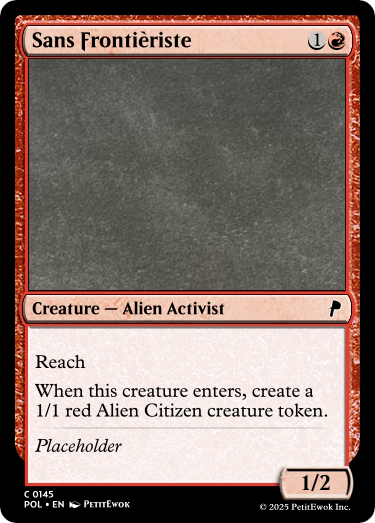 Sans Frontièriste 1
Creature — Alien Activist
Reach
When this creature enters, create a
1/1 red Alien Citizen creature token.
Placeholder
1/2
C 0145
POL • EN PETITEWOK
© 2025 PetitEwok Inc.